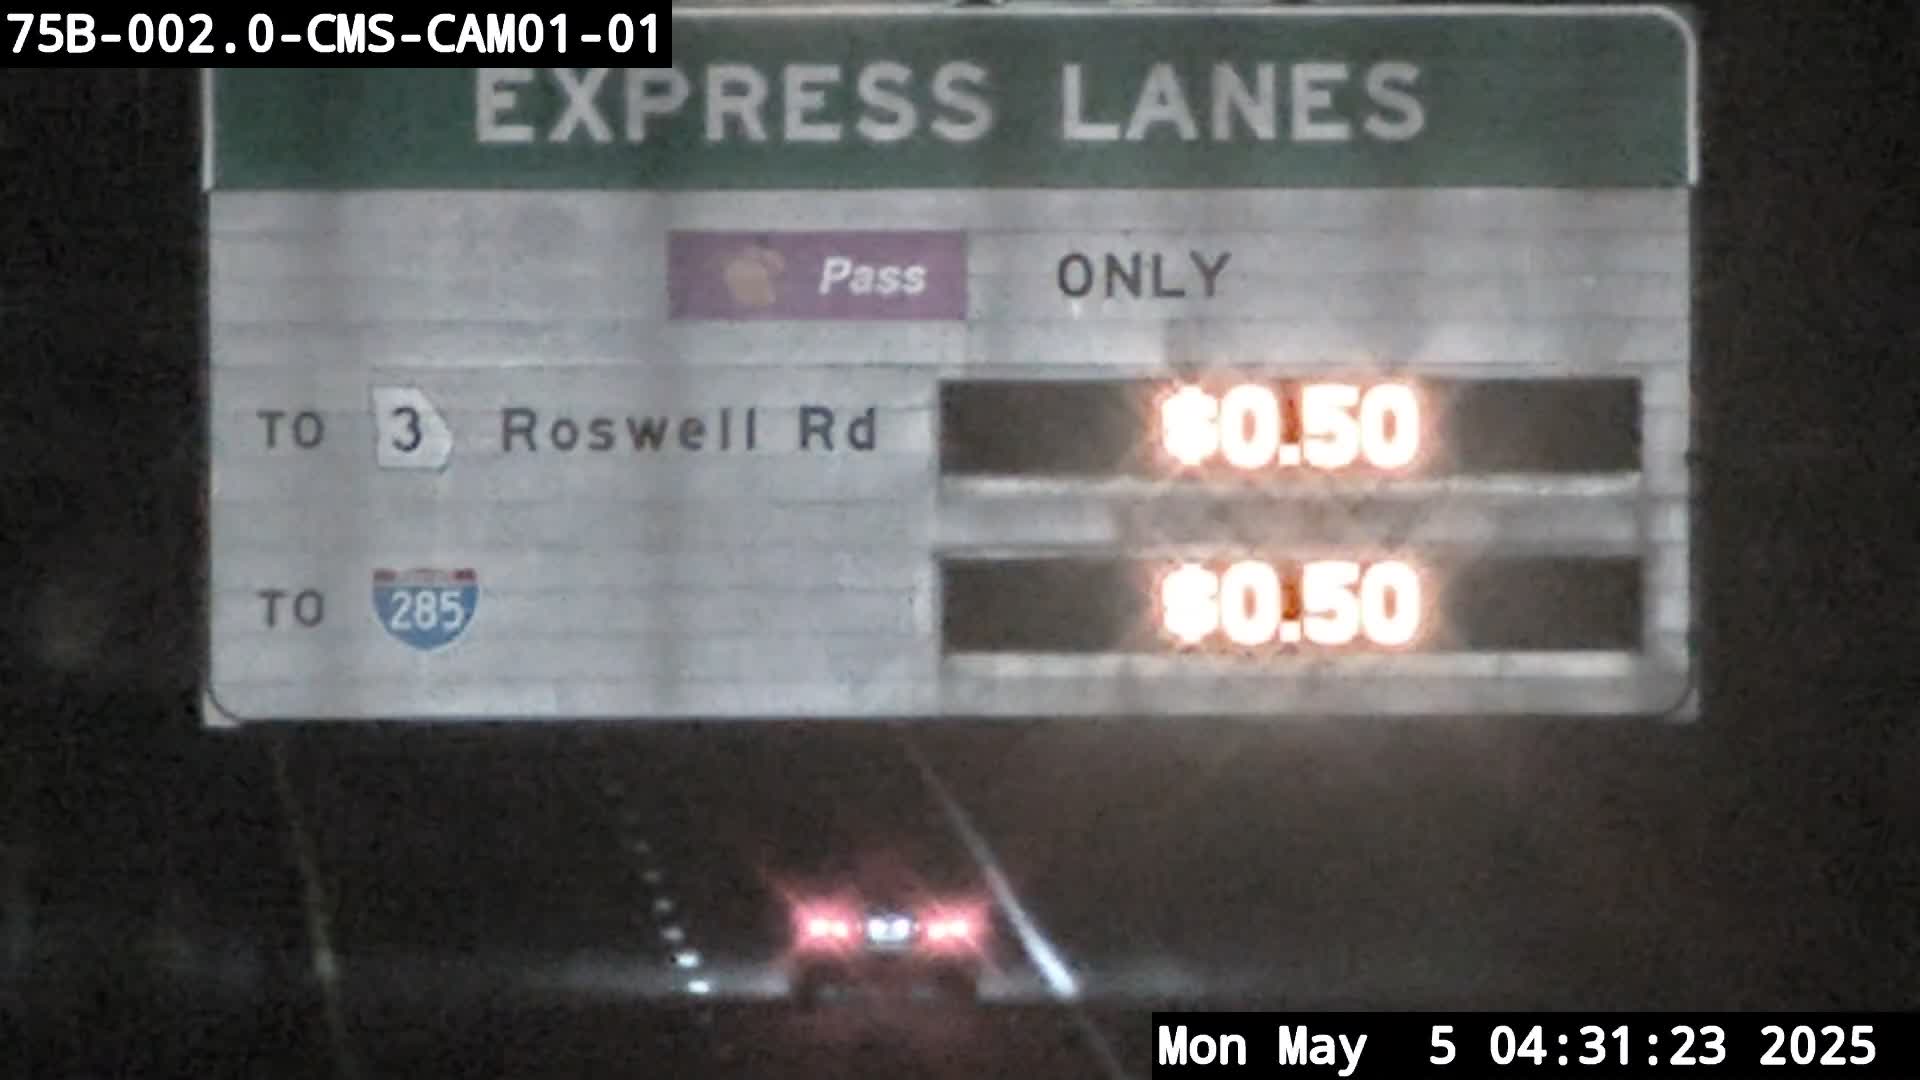 75B-002.0-CMS-CAM01-01
EXPRESS LANES
Pass ONLY
TO 3 Roswell Rd $0.50
TO 285 $0.50
Mon May 5 04:31:23 2025